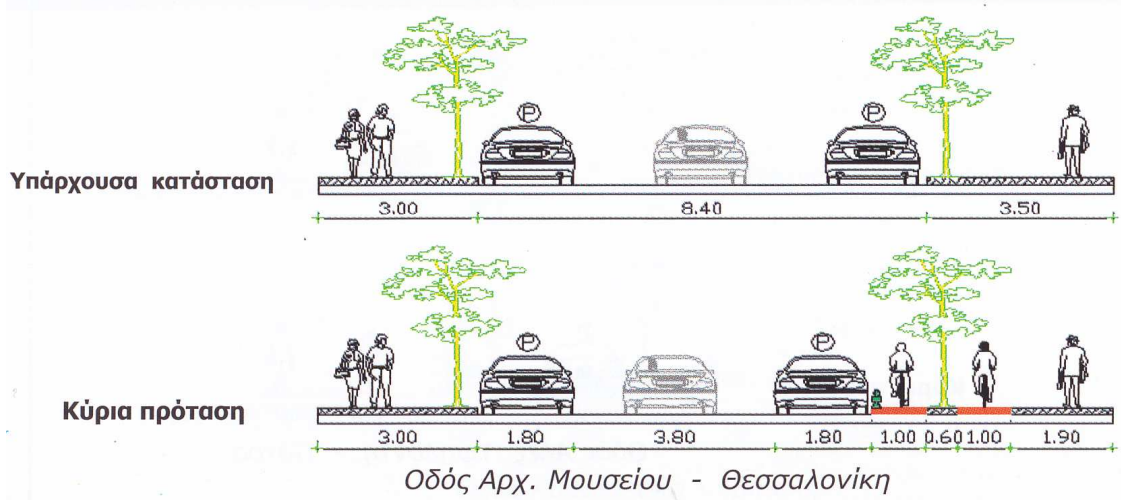 P P
Υπάρχουσα κατάσταση
3.00 8.40 3.50
P P
Κύρια πρόταση
3.00 1.80 3.80 1.80 1.00 0.60 1.00 1.90
Οδός Αρχ. Μουσείου - Θεσσαλονίκη